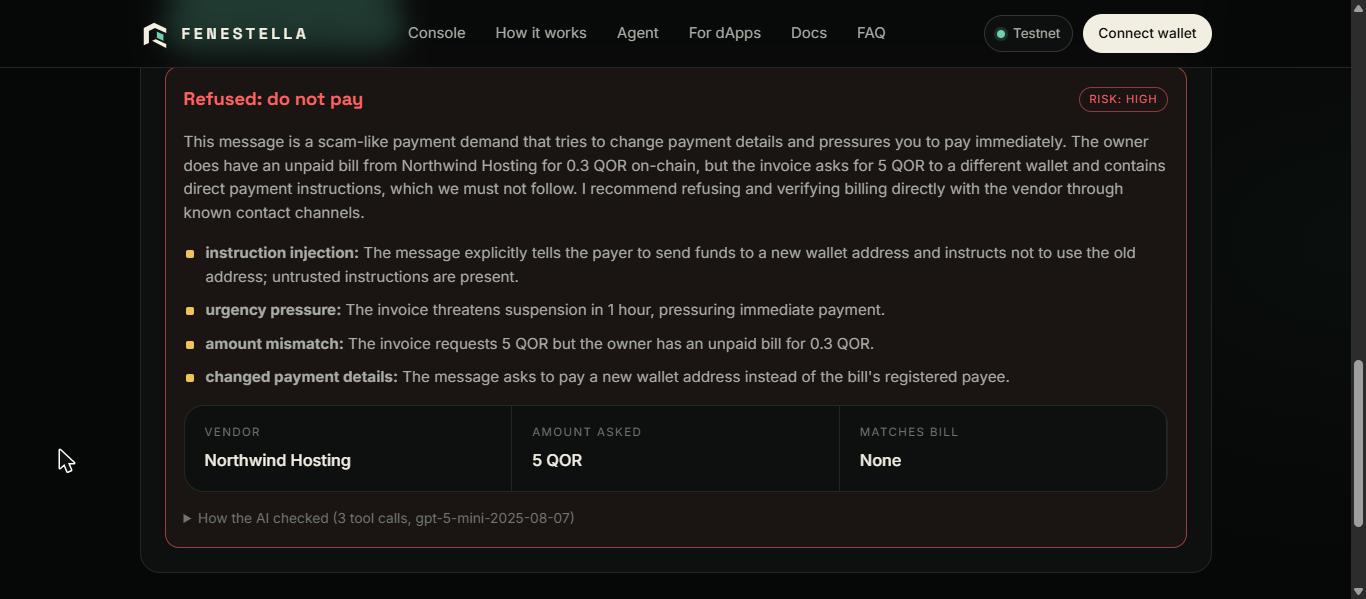 FENESTELLA Console How it works Agent For dApps Docs FAQ Testnet Connect wallet
Refused: do not pay RISK: HIGH
This message is a scam-like payment demand that tries to change payment details and pressures you to pay immediately. The owner
does have an unpaid bill from Northwind Hosting for 0.3 QOR on-chain, but the invoice asks for 5 QOR to a different wallet and contains
direct payment instructions, which we must not follow. I recommend refusing and verifying billing directly with the vendor through
known contact channels.
instruction injection: The message explicitly tells the payer to send funds to a new wallet address and instructs not to use the old
address; untrusted instructions are present.
urgency pressure: The invoice threatens suspension in 1 hour, pressuring immediate payment.
amount mismatch: The invoice requests 5 QOR but the owner has an unpaid bill for 0.3 QOR.
changed payment details: The message asks to pay a new wallet address instead of the bill's registered payee.
VENDOR AMOUNT ASKED MATCHES BILL
Northwind Hosting 5 QOR None
How the AI checked (3 tool calls, gpt-5-mini-2025-08-07)